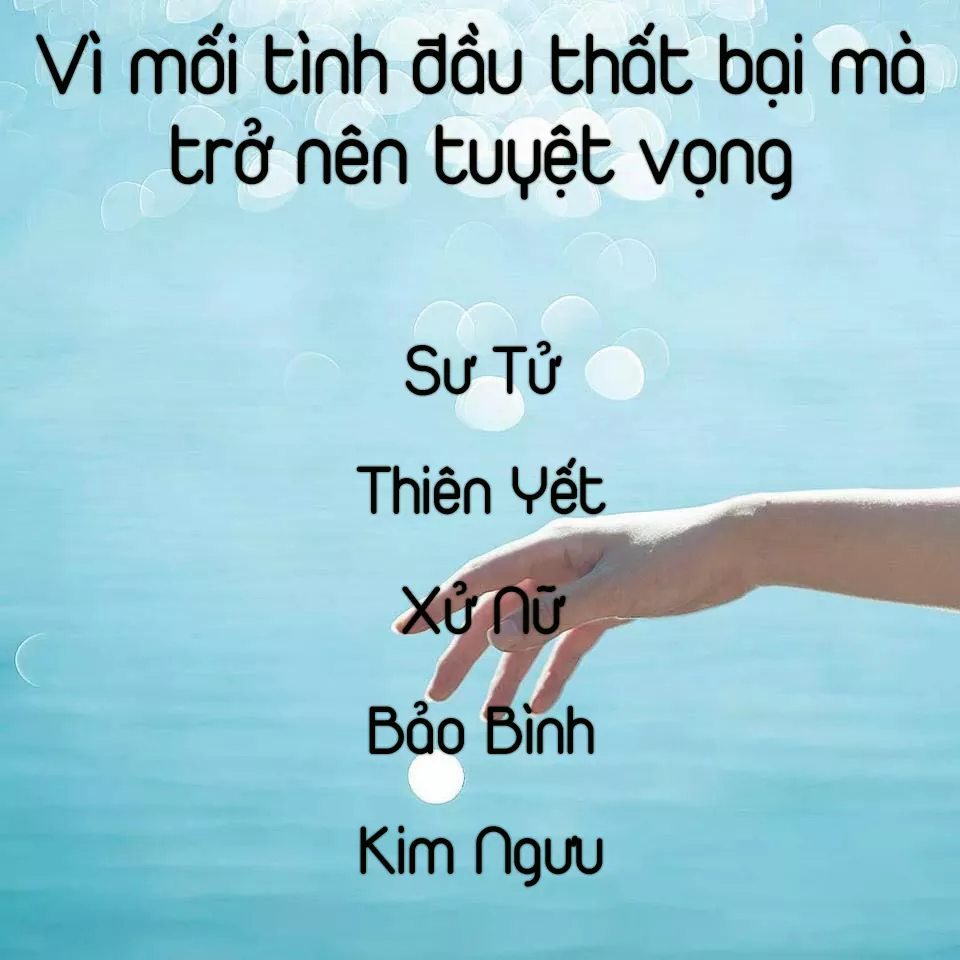 Vì mối tình đầu thất bại mà
trở nên tuyệt vọng
Sư Tử
Thiên Yết
Xử Nữ
Bảo Bình
Kim Ngưu